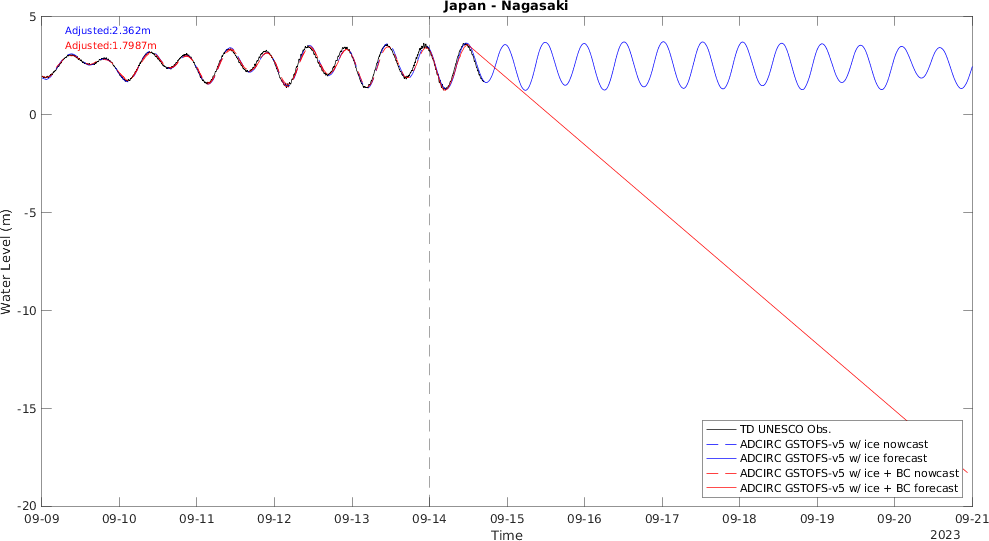 Japan - Nagasaki
Adjusted:2.362m
Adjusted:1.7987m
5
0
-5
-10
-15
-20
Water Level (m)
TD UNESCO Obs.
ADCIRC GSTOFS-v5 w/ ice nowcast
ADCIRC GSTOFS-v5 w/ ice forecast
ADCIRC GSTOFS-v5 w/ ice + BC nowcast
ADCIRC GSTOFS-v5 w/ ice + BC forecast
09-09 09-10 09-11 09-12 09-13 09-14 09-15 09-16 09-17 09-18 09-19 09-20 09-21
Time
2023